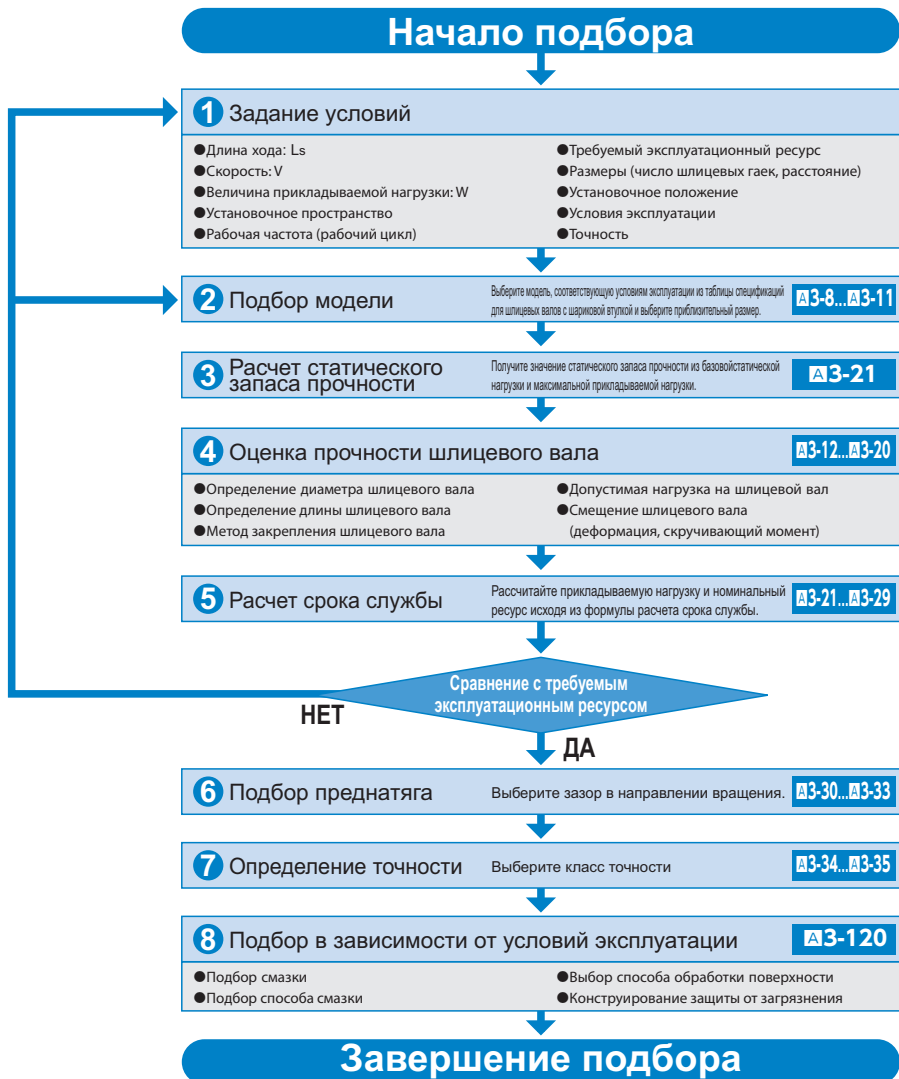 Начало подбора
1 Задание условий
●Длина хода: Ls
●Скорость: V
●Величина прикладываемой нагрузки: W
●Установочное пространство
●Рабочая частота (рабочий цикл)
●Требуемый эксплуатационный ресурс
●Размеры (число шлицевых гаек, расстояние)
●Установочное положение
●Условия эксплуатации
●Точность
2 Подбор модели
Выберите модель, соответствующую условиям эксплуатации из таблицы спецификаций
для шлицевых валов с шариковой втулкой и выберите приблизительный размер.
A3-8...A3-11
3 Расчет статического
запаса прочности
Получите значение статического запаса прочности из базовойстатической
нагрузки и максимальной прикладываемой нагрузки.
A3-21
4 Оценка прочности шлицевого вала
A3-12...A3-20
●Определение диаметра шлицевого вала
●Определение длины шлицевого вала
●Метод закрепления шлицевого вала
●Допустимая нагрузка на шлицевой вал
●Смещение шлицевого вала
(деформация, скручивающий момент)
5 Расчет срока службы
Рассчитайте прикладываемую нагрузку и номинальный
ресурс исходя из формулы расчета срока службы.
A3-21...A3-29
Сравнение с требуемым
эксплуатационным ресурсом
НЕТ
ДА
6 Подбор преднатяга
Выберите зазор в направлении вращения.
A3-30...A3-33
7 Определение точности
Выберите класс точности
A3-34...A3-35
8 Подбор в зависимости от условий эксплуатации
A3-120
●Подбор смазки
●Подбор способа смазки
●Выбор способа обработки поверхности
●Конструирование защиты от загрязнения
Завершение подбора